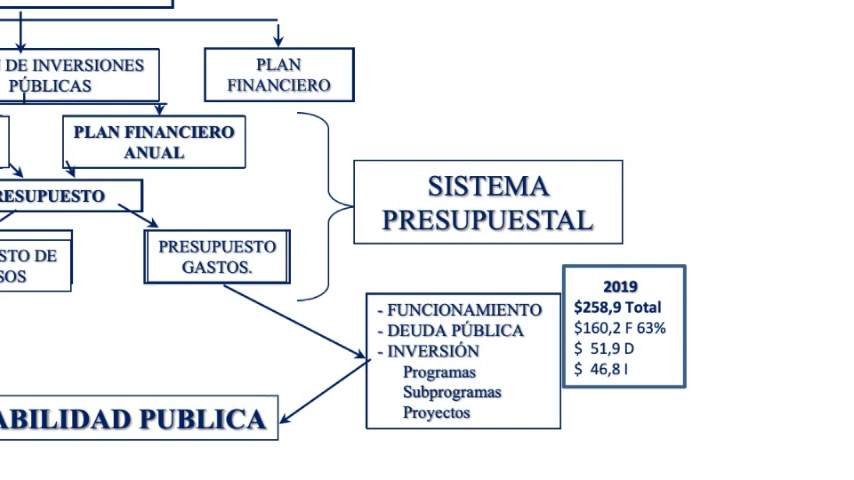 DE INVERSIONES
PÚBLICAS
PLAN
FINANCIERO
PLAN FINANCIERO
ANUAL
RESUPUESTO
SISTEMA
PRESUPUESTAL
STO DE
SOS
PRESUPUESTO
GASTOS.
- FUNCIONAMIENTO
- DEUDA PÚBLICA
- INVERSIÓN
Programas
Subprogramas
Proyectos
2019
$258,9 Total
$160,2 F 63%
$ 51,9 D
$ 46,8 I
ABILIDAD PUBLICA